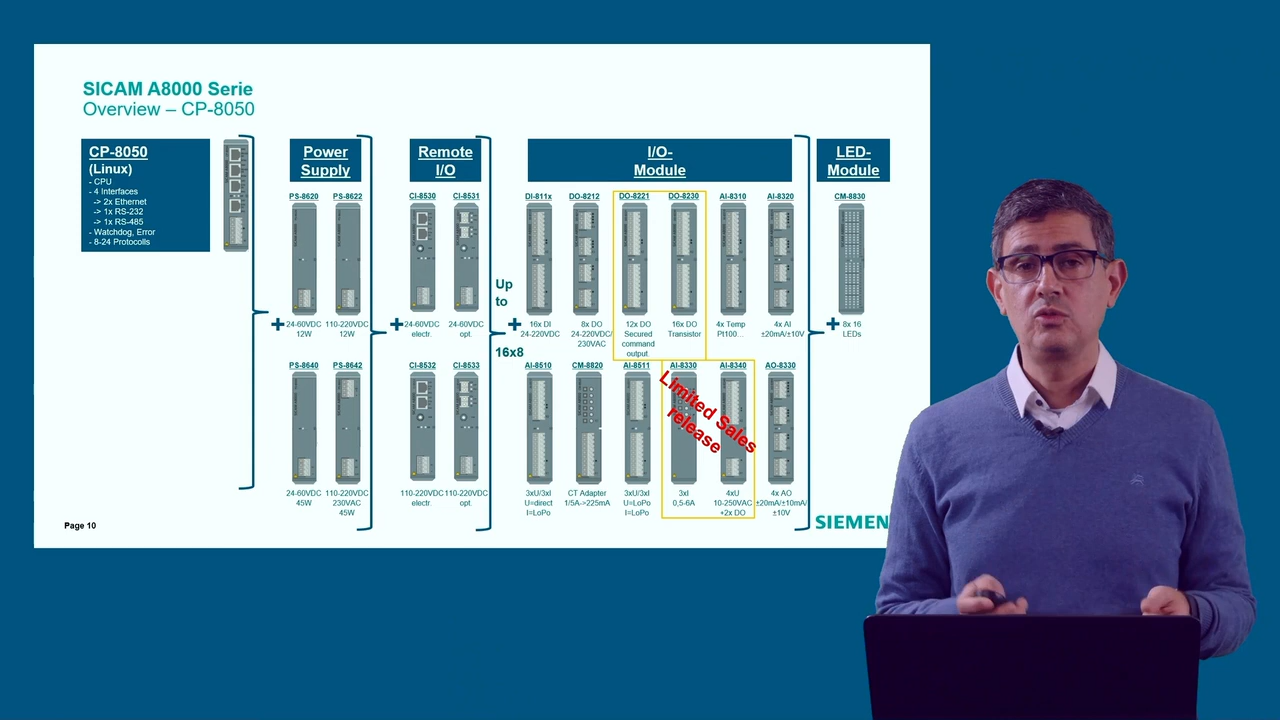 SICAM A8000 Serie
Overview – CP-8050
CP-8050
(Linux)
- CPU
- 4 Interfaces
-> 2x Ethernet
-> 1x RS-232
-> 1x RS-485
- Watchdog, Error
- 8-24 Protocolls
Power
Supply
PS-8620 PS-8622
+ 24-60VDC 110-220VDC
12W 12W
PS-8640 PS-8642
24-60VDC 110-220VDC
45W 230VAC
45W
Remote
I/O
CI-8530 CI-8531
+ 24-60VDC 24-60VDC
electr. opt.
CI-8532 CI-8533
110-220VDC 110-220VDC
electr. opt
Up
to
+
16x8
I/O-
Module
DI-811x DO-8212 DO-8221 DO-8230 AI-8310 AI-8320
16x DI 8x DO 12x DO 16x DO 4x Temp 4x AI
24-220VDC 24-220VDC/ Secured Transistor Pt100... ±20mA/±10V
230VAC command
output
AI-8510 CM-8820 AI-8511 AI-8330 AI-8340 AO-8330
Limited Sales
release
3xU/3xI CT Adapter 3xU/3xI 3xI 4xU 4x AO
U=direct 1/5A->225mA U=LoPo 0,5-6A 10-250VAC ±20mA/±10mA/
I=LoPo I=LoPo +2x DO ±10V
LED-
Module
CM-8830
+ 8x 16
LEDs
Page 10
SIEMEN